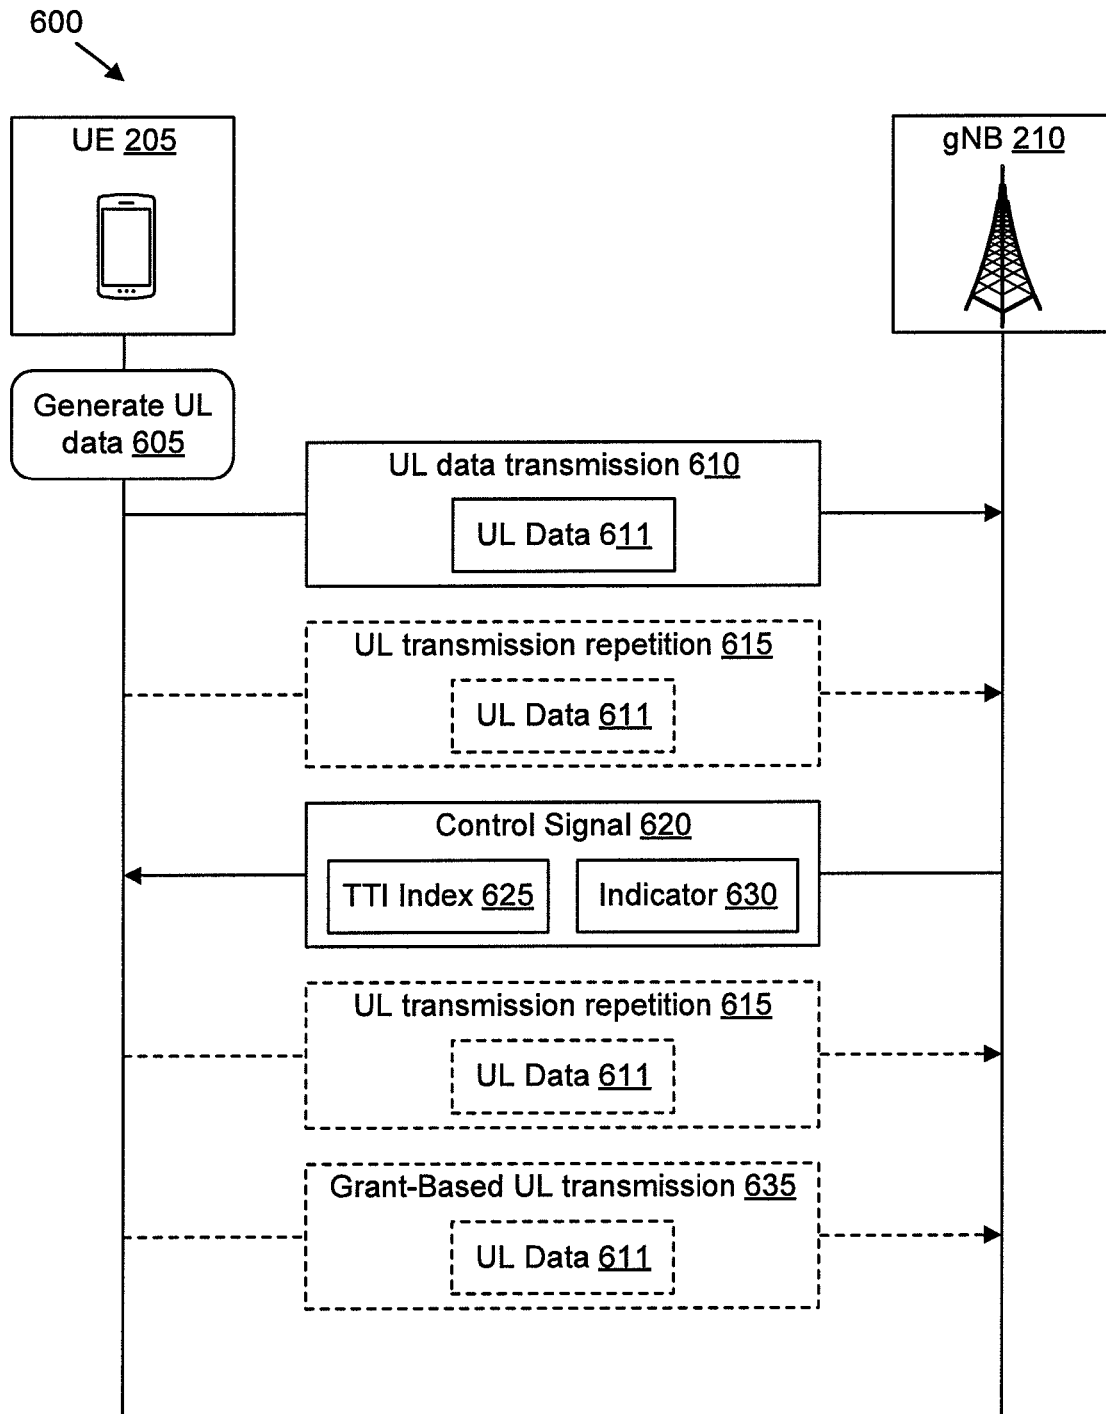 600
UE 205
gNB 210
Generate UL
data 605
UL data transmission 610
UL Data 611
UL transmission repetition 615
UL Data 611
Control Signal 620
TTI Index 625
Indicator 630
UL transmission repetition 615
UL Data 611
Grant-Based UL transmission 635
UL Data 611